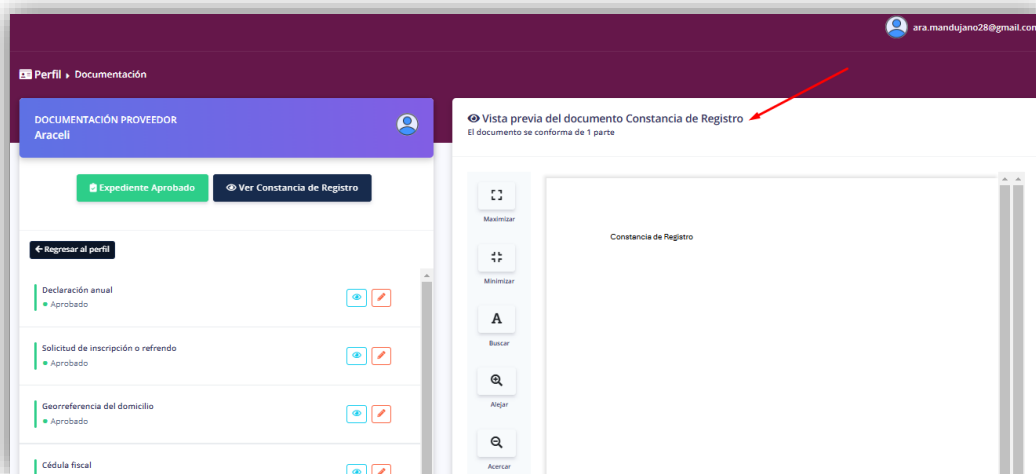 ara.mandujano28@gmail.com
Perfil ▸ Documentación
DOCUMENTACIÓN PROVEEDOR
Araceli
Expediente Aprobado
Ver Constancia de Registro
Regresar al perfil
Declaración anual
Aprobado
Solicitud de inscripción o refrendo
Aprobado
Georreferencia del domicilio
Aprobado
Cédula fiscal
Vista previa del documento Constancia de Registro
El documento se conforma de 1 parte
Maximizar
Minimizar
A
Buscar
Alejar
Acercar
Constancia de Registro